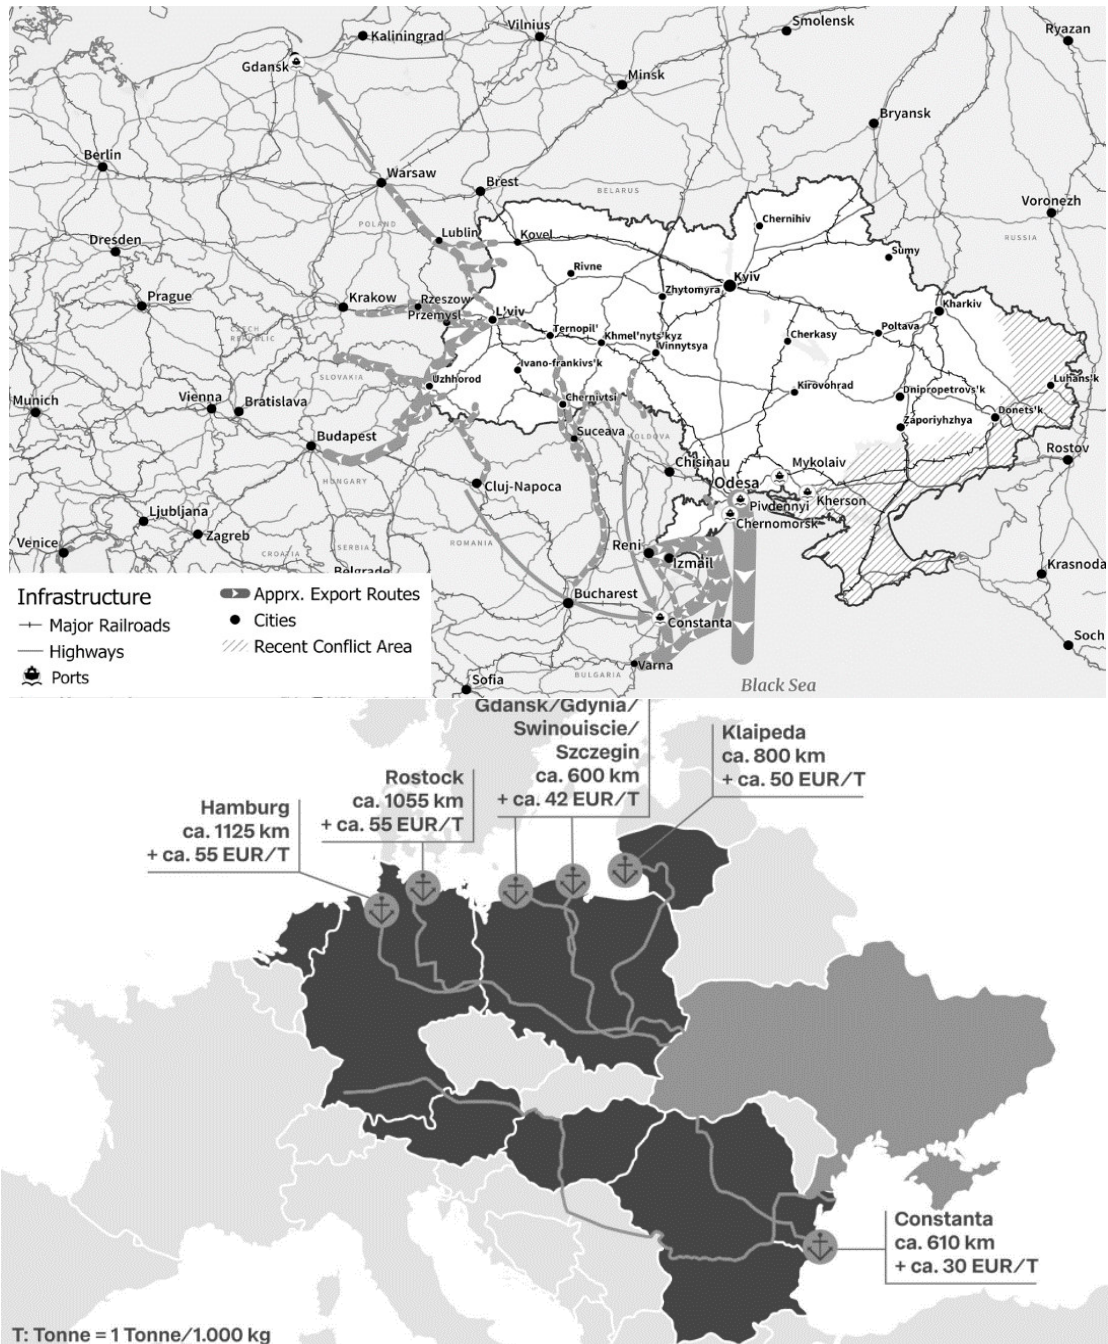 Kaliningrad
Vilnius
Smolensk
Ryazan
Gdansk
Minsk
Bryansk
Berlin
Warsaw
Brest
BELARUS
Voronezh
RUSSIA
POLAND
Chernihiv
Dresden
Lublin
Kovel
Sumy
Rivne
Kyiv
Prague
Krakow
Rzeszow
Zhytomyra
Kharkiv
Przemysl
L'viv
CZECH
REPUBLIC
Ternopil'
Khmel'nyts'kyz
Cherkasy
Poltava
Vinnytsya
Ivano-frankivs'k
SLOVAKIA
Uzhhorod
Kirovohrad
Dnipropetrovs'k
Luhans'k
Munich
Vienna
Bratislava
Chernivtsi
Donets'k
Budapest
Suceava
MOLDOVA
Zaporiyhzhya
Rostov
Chisinau
Mykolaiv
HUNGARY
Cluj-Napoca
Odesa
Kherson
Pivdennyi
Ljubljana
Chernomorsk
Venice
Zagreb
CROATIA
SERBIA
ROMANIA
Reni
Izmail
Krasnoda
Belgrade
Bucharest
Constanta
Soch
Varna
BULGARIA
Sofia
Black Sea
Infrastructure
Major Railroads
Highways
Ports
Apprx. Export Routes
Cities
Recent Conflict Area
Gdansk/Gdynia/
Swinouiscie/
Szczegin
ca. 600 km
+ ca. 42 EUR/T
Klaipeda
ca. 800 km
+ ca. 50 EUR/T
Rostock
ca. 1055 km
+ ca. 55 EUR/T
Hamburg
ca. 1125 km
+ ca. 55 EUR/T
Constanta
ca. 610 km
+ ca. 30 EUR/T
T: Tonne = 1 Tonne/1.000 kg